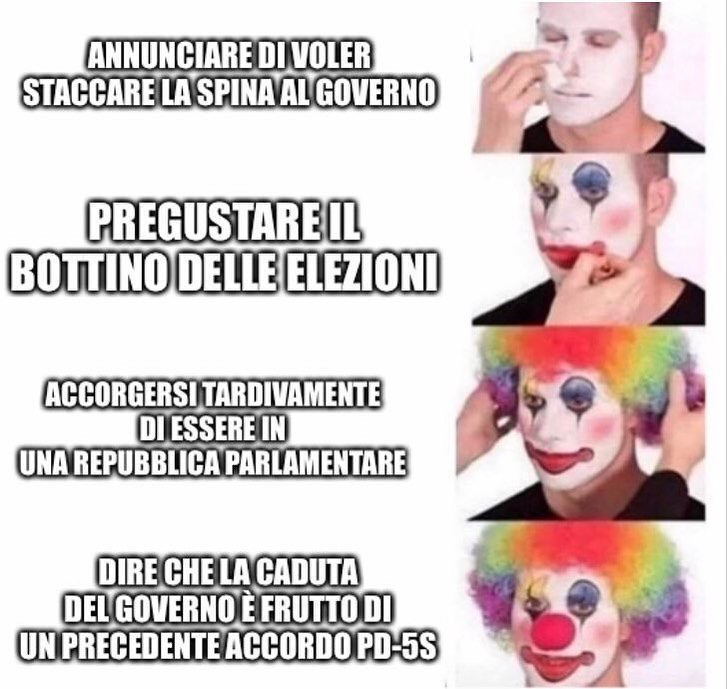 ANNUNCIARE DI VOLER
STACCARE LA SPINA AL GOVERNO
PREGUSTARE IL
BOTTINO DELLE ELEZIONI
ACCORGERSI TARDIVAMENTE
DI ESSERE IN
UNA REPUBBLICA PARLAMENTARE
DIRE CHE LA CADUTA
DEL GOVERNO È FRUTTO DI
UN PRECEDENTE ACCORDO PD-5S